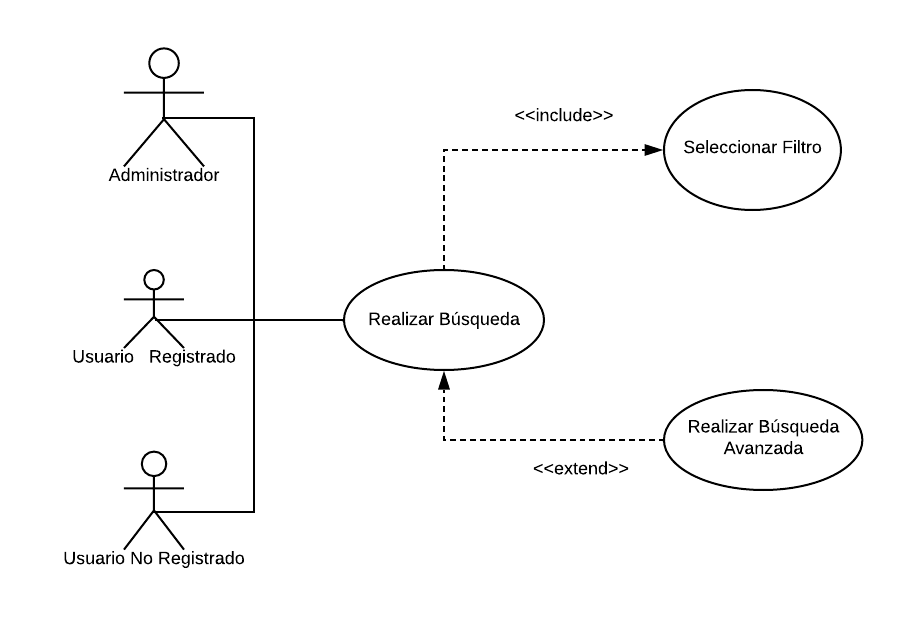 Administrador
Usuario Registrado
Usuario No Registrado
Realizar Búsqueda
<<include>>
Seleccionar Filtro
<<extend>>
Realizar Búsqueda
Avanzada